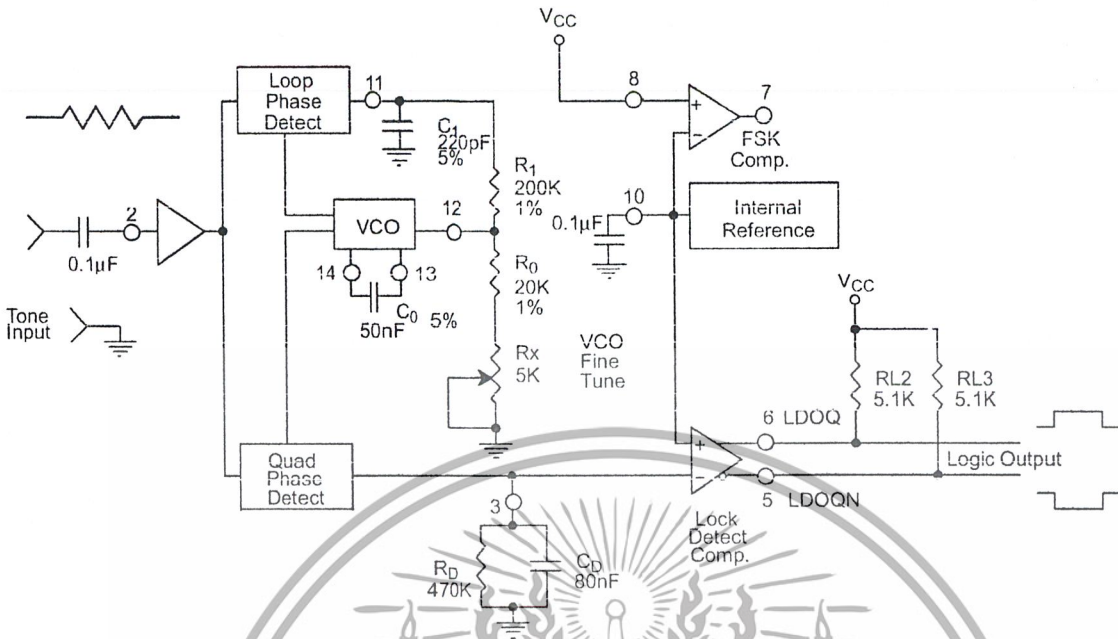 VCC
Loop
Phase
Detect
11
C1
220pF
5%
R1
200K
1%
8
+
−
7
FSK
Comp.
2
0.1µF
VCO
12
14
13
C0 5%
50nF
R0
20K
1%
10
0.1µF
Internal
Reference
Tone
Input
Rx
5K
VCO
Fine
Tune
VCC
RL2
5.1K
RL3
5.1K
6 LDOQ
+
−
5 LDOQN
Logic Output
Quad
Phase
Detect
3
Lock
Detect
Comp.
RD
470K
CD
80nF